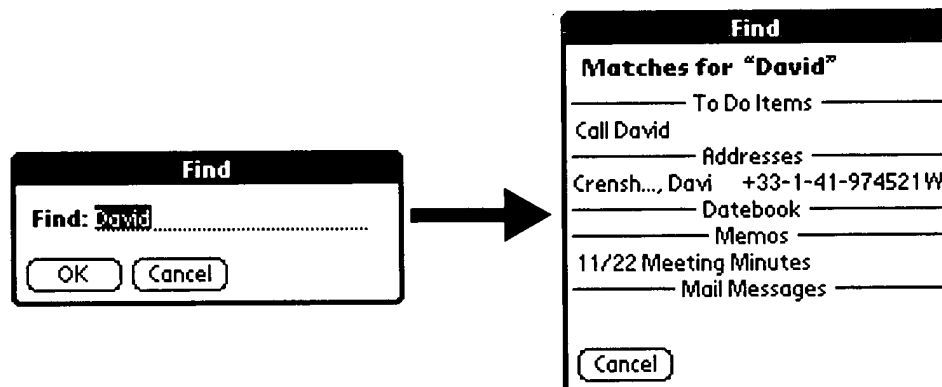 Find
Find: David
OK Cancel
Find
Matches for “David”
To Do Items
Call David
Addresses
Crensh..., Davi +33-1-41-974521W
Datebook
Memos
11/22 Meeting Minutes
Mail Messages
Cancel